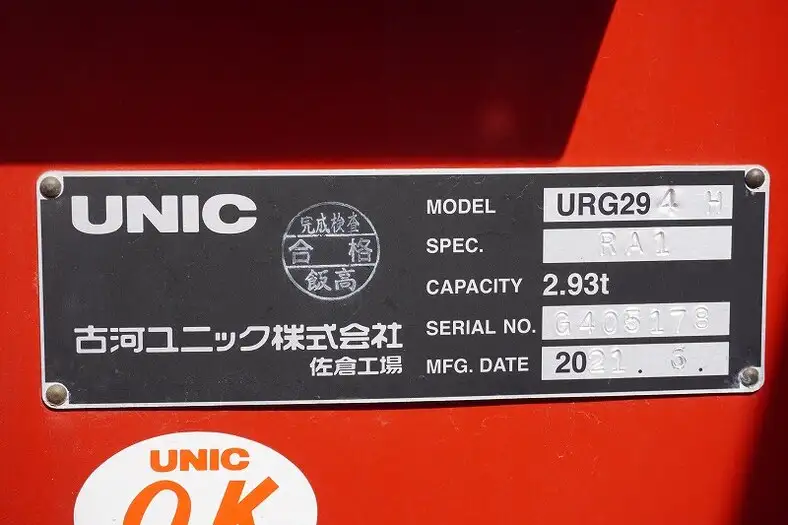 UNIC
完成検査
合格
飯高
古河ユニック株式会社
佐倉工場
MODEL URG294 H
SPEC. RA1
CAPACITY 2.93t
SERIAL NO. G405178
MFG. DATE 2021. 6.
UNIC
OK